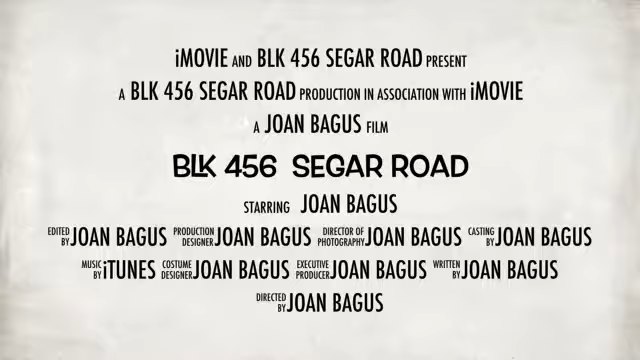 iMOVIE AND BLK 456 SEGAR ROAD PRESENT
A BLK 456 SEGAR ROAD PRODUCTION IN ASSOCIATION WITH iMOVIE
A JOAN BAGUS FILM
BLK 456 SEGAR ROAD
STARRING JOAN BAGUS
EDITED BY JOAN BAGUS PRODUCTION DESIGNER JOAN BAGUS DIRECTOR OF PHOTOGRAPHY JOAN BAGUS CASTING BY JOAN BAGUS
MUSIC BY iTUNES COSTUME DESIGNER JOAN BAGUS EXECUTIVE PRODUCER JOAN BAGUS WRITTEN BY JOAN BAGUS
DIRECTED BY JOAN BAGUS